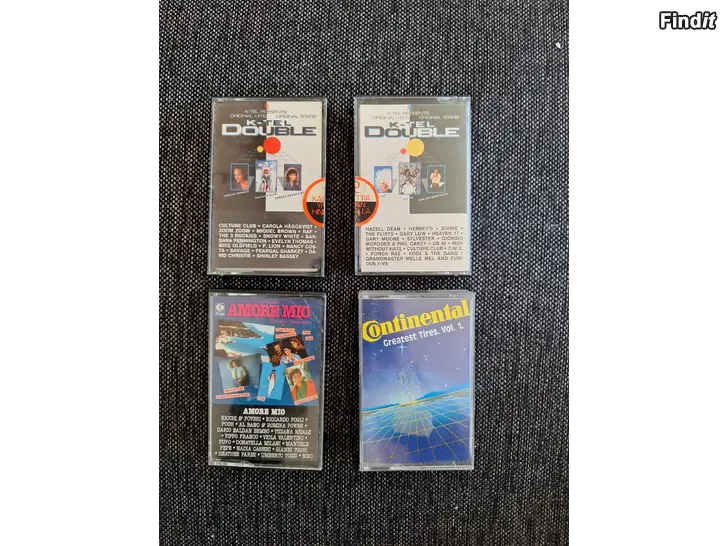 Findit
K-TEL PRESENTS
ORIGINAL HITS ORIGINAL STARS
K-TEL
DOUBLE
CULTURE CLUB • CAROLA HÄGGKVIST
ZOOM ZOOM • MIQUEL BROWN • RAF •
THE 3 ROOKIES • SNOWY WHITE • BAR-
BARA PENNINGTON • EVELYN THOMAS •
MIKE OLDFIELD • P. LION • NANCY COS-
TA • SAVAGE • FEARGAL SHARKEY • DA-
VID CHRISTIE • SHIRLEY BASSEY
K-TEL PRESENTS
ORIGINAL HITS ORIGINAL STARS
K-TEL
DOUBLE
HAZELL DEAN • HERREY'S • DIVINE •
THE FLIRTS • GARY LOW • HEAVEN 17 •
GARY MOORE • SYLVESTER • GIORGIO
MORODER & PHIL OAKEY • UB 40 • MEN
WITHOUT HATS • CULTURE CLUB • O.M.D.
• FONDA RAE • KOOL & THE GANG •
GRANDMASTER MELLE MEL AND FURI-
OUS FIVE
AMORE MIO
AMORE MIO
RICCHI & POVERI • RICCARDO FOGLI •
POOH • AL BANO & ROMINA POWER •
DARIO BALDAN BEMBO • TIZIANA RIVALE
• PIPPO FRANCO • VIOLA VALENTINO •
PUPO • DONATELLA MILANI • MANUELE
PEPE • NADIA CASSINI • GIANNI TOGNI
• HEATHER PARISI • UMBERTO TOZZI • MISO
Continental
Greatest Tires. Vol. 1.